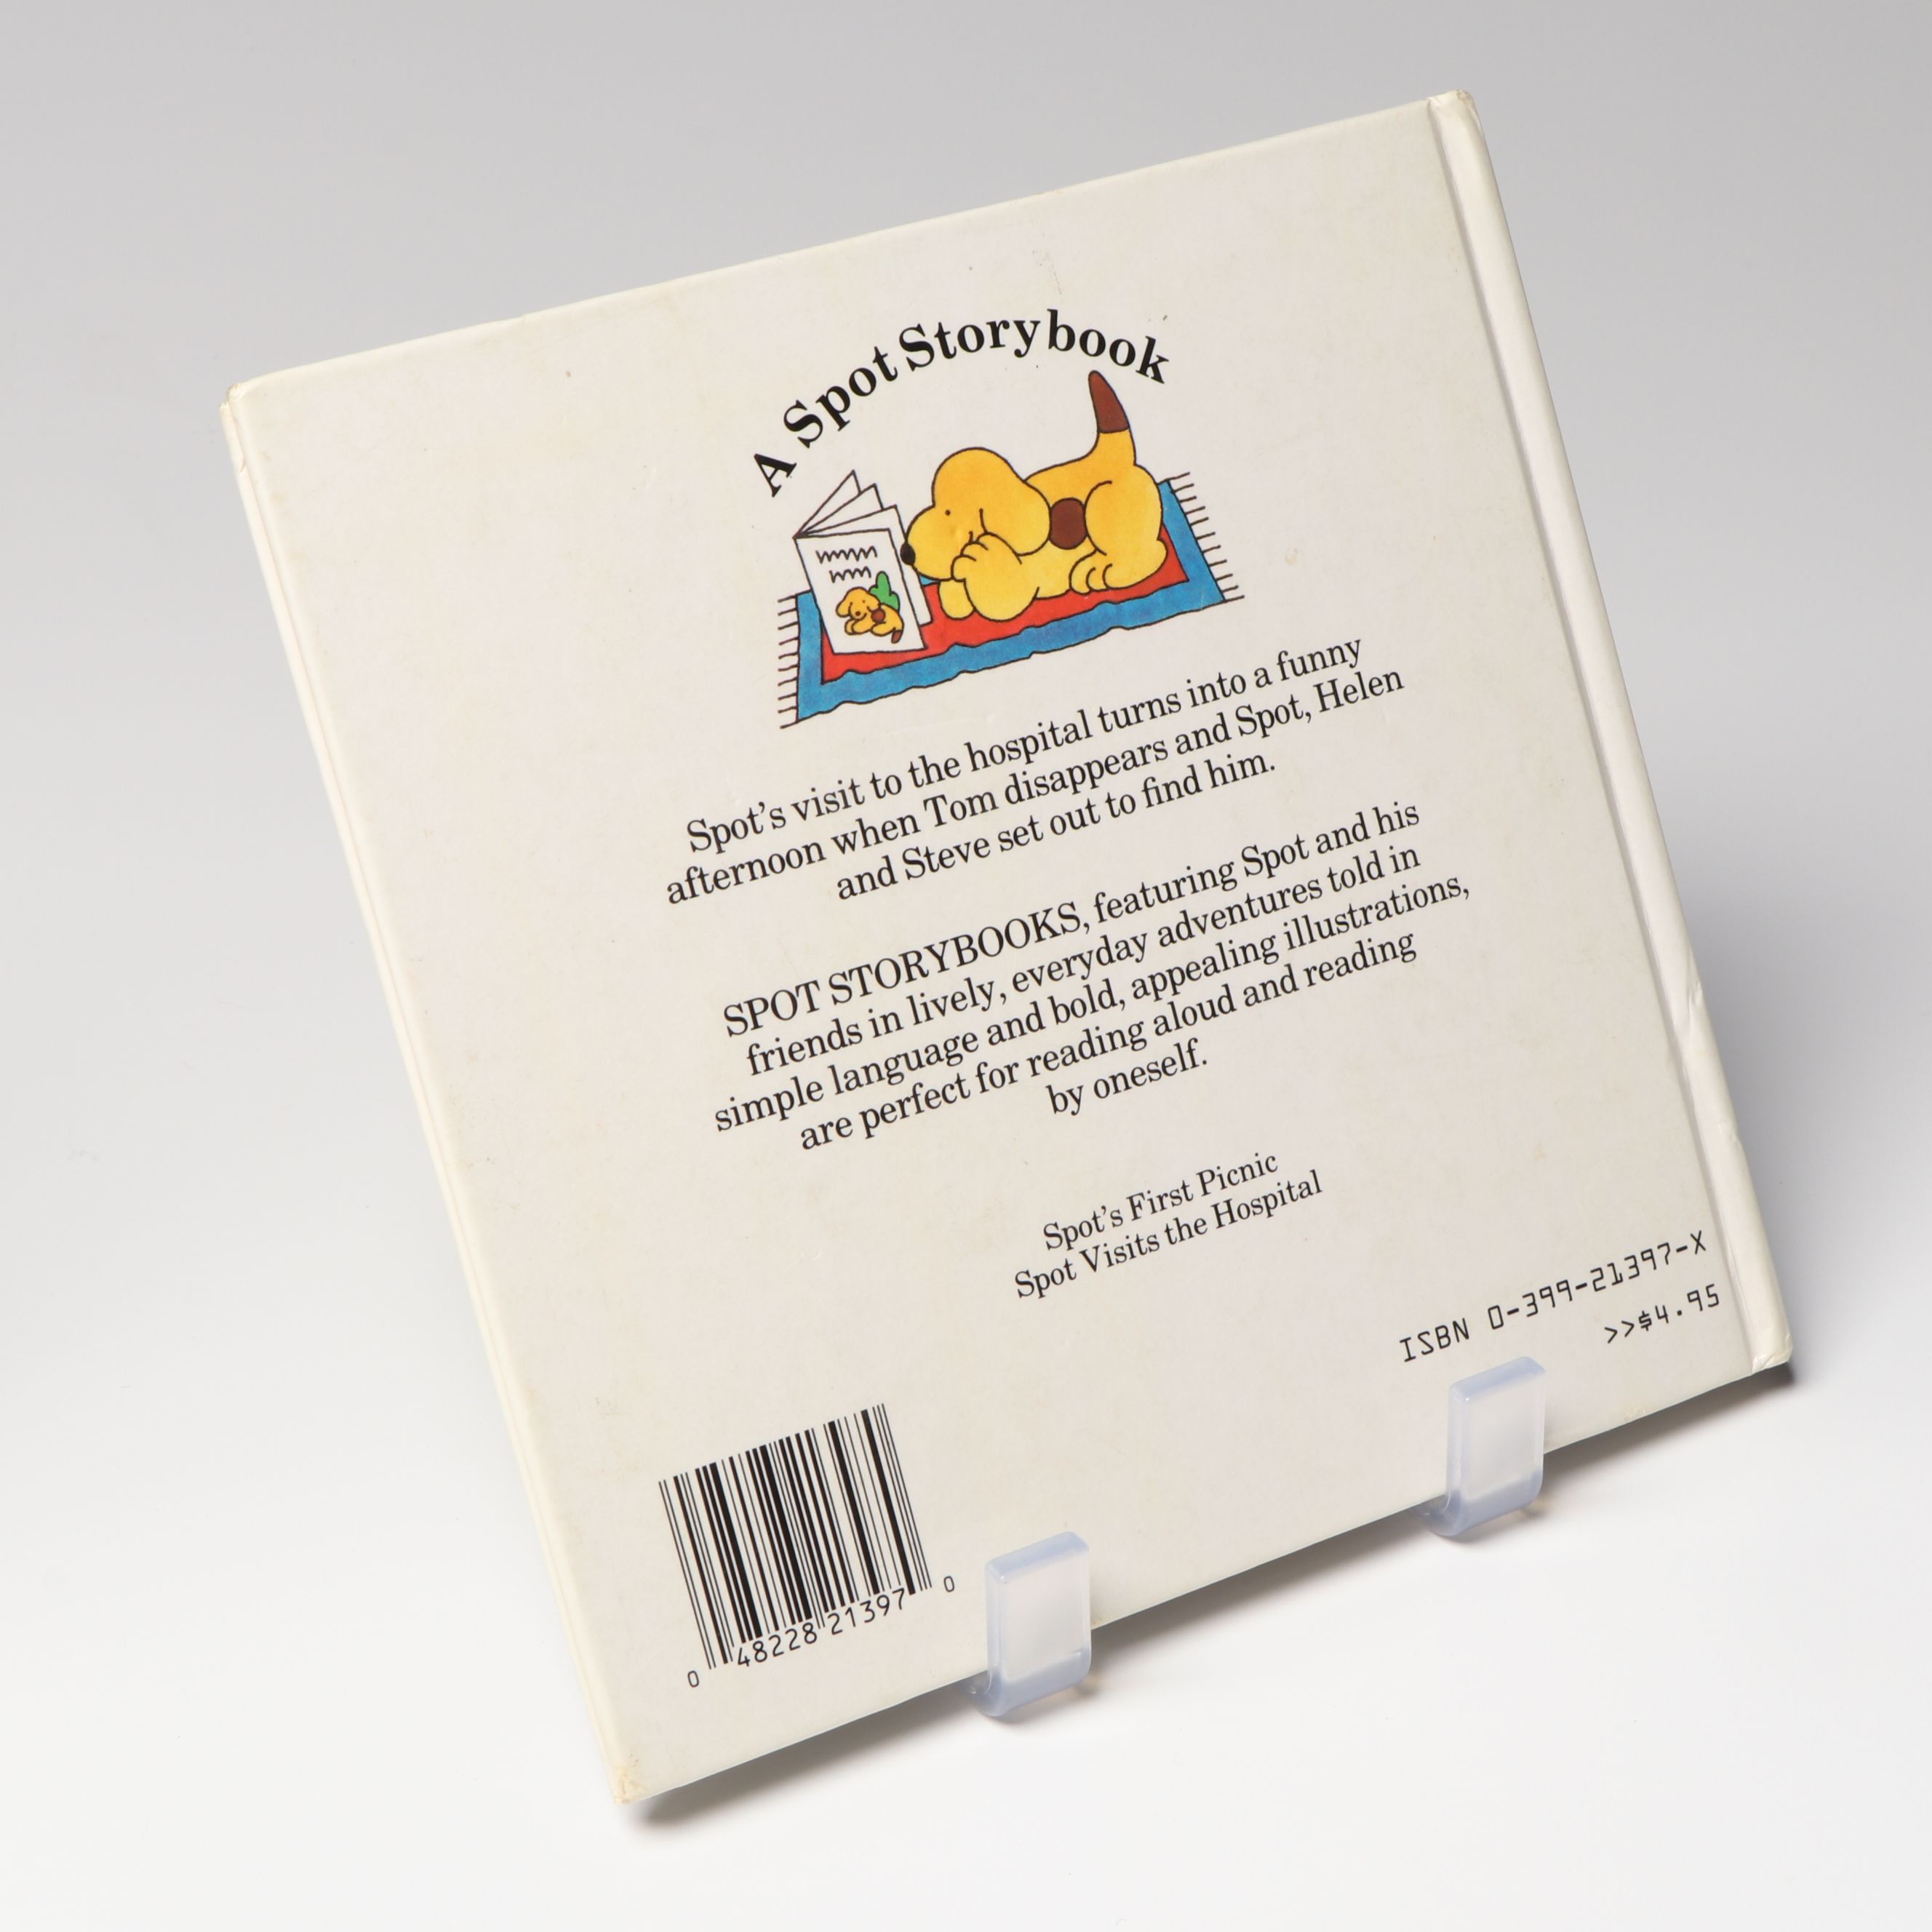 A Spot Storybook
Spot's visit to the hospital turns into a funny
afternoon when Tom disappears and Spot, Helen
and Steve set out to find him.
SPOT STORYBOOKS, featuring Spot and his
friends in lively, everyday adventures told in
simple language and bold, appealing illustrations,
are perfect for reading aloud and reading
by oneself.
Spot's First Picnic
Spot Visits the Hospital
ISBN 0-399-21397-X
>>$4.95
0 48228 21397 0